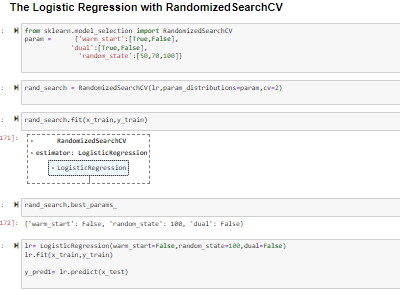 The Logistic Regression with RandomizedSearchCV
from sklearn.model_selection import RandomizedSearchCV
param = {'warm_start':[True,False],
'dual':[True,False],
'random_state':[50,70,100]}
rand_search = RandomizedSearchCV(lr,param_distributions=param,cv=2)
rand_search.fit(x_train,y_train)
171]:
RandomizedSearchCV
estimator: LogisticRegression
LogisticRegression
rand_search.best_params_
172]: {'warm_start': False, 'random_state': 100, 'dual': False}
lr= LogisticRegression(warm_start=False,random_state=100,dual=False)
lr.fit(x_train,y_train)
y_pred1= lr.predict(x_test)